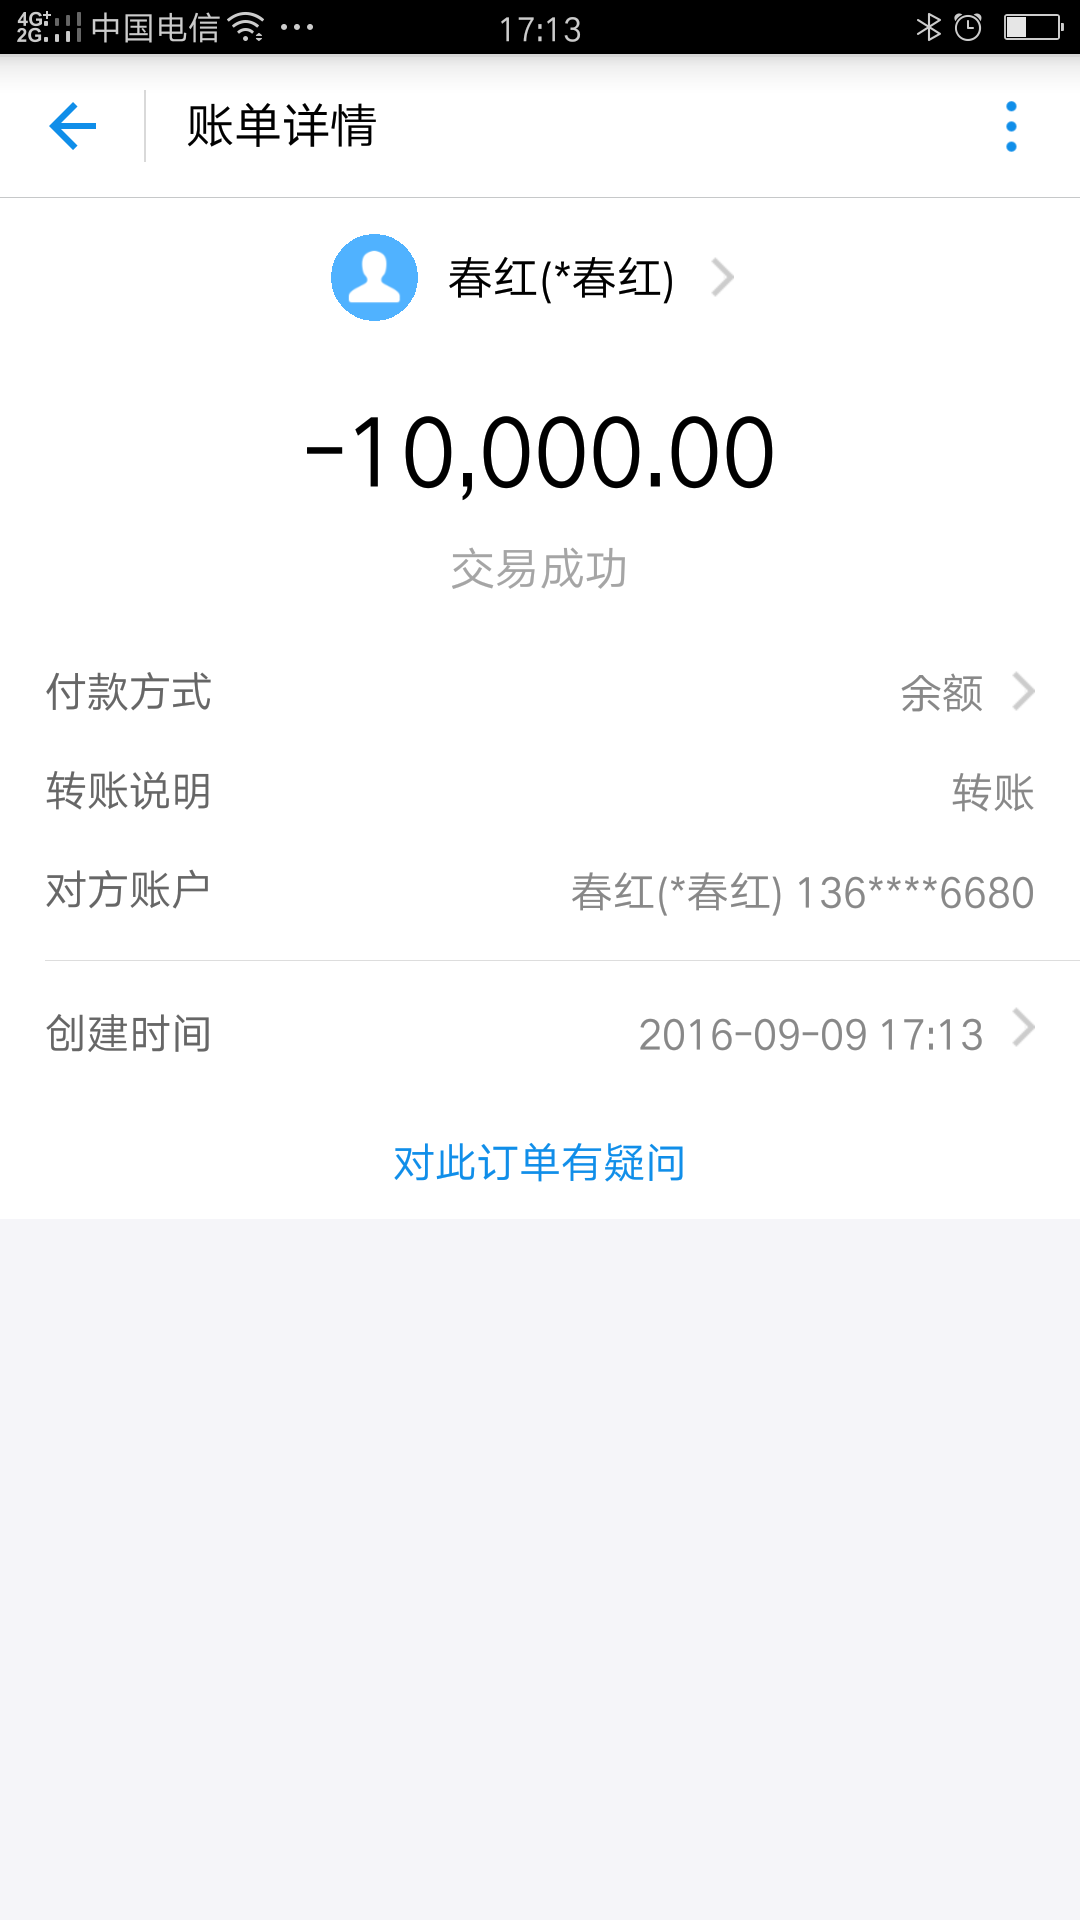 4G+ 2G 中国电信 ... 17:13
账单详情
春红(*春红)
-10,000.00
交易成功
付款方式 余额
转账说明 转账
对方账户 春红(*春红) 136****6680
创建时间 2016-09-09 17:13
对此订单有疑问